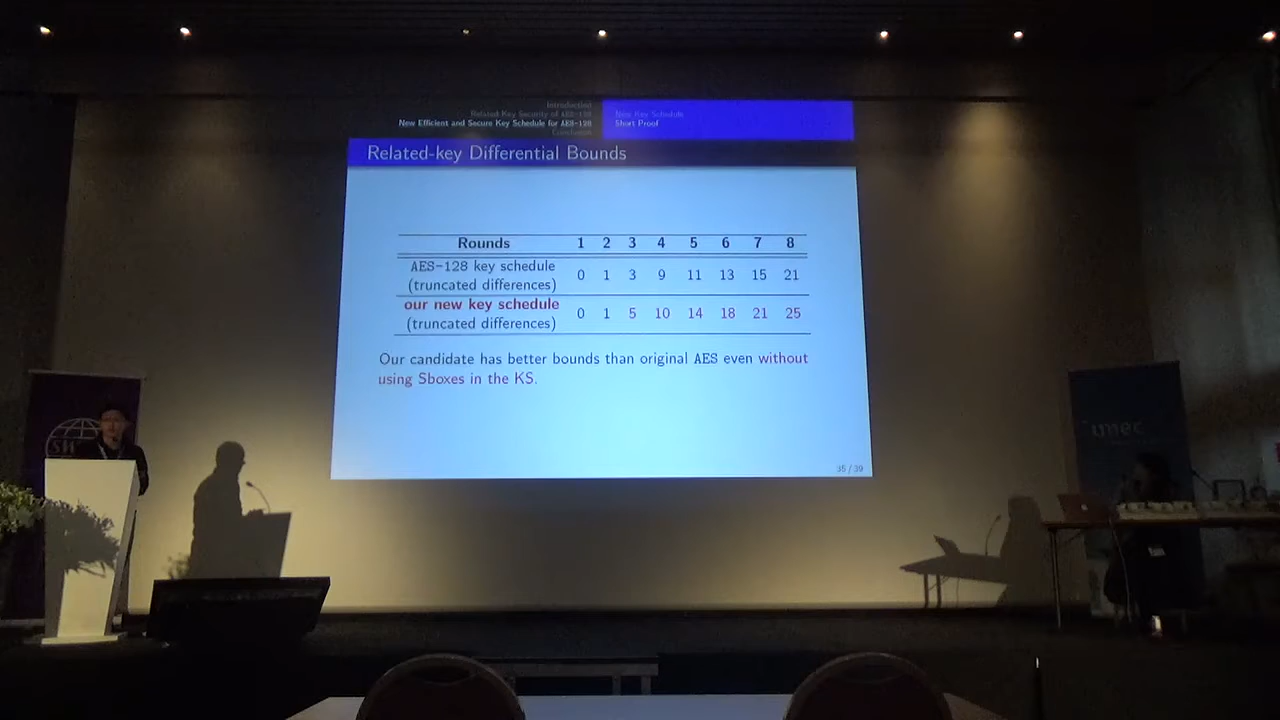 Introduction
Related Key Security of AES-128
New Efficient and Secure Key Schedule for AES-128
Conclusion
New Key Schedule
Short Proof
Related-key Differential Bounds
Rounds 1 2 3 4 5 6 7 8
AES-128 key schedule
(truncated differences) 0 1 3 9 11 13 15 21
our new key schedule
(truncated differences) 0 1 5 10 14 18 21 25
Our candidate has better bounds than original AES even without
using Sboxes in the KS.
35 / 39
imec